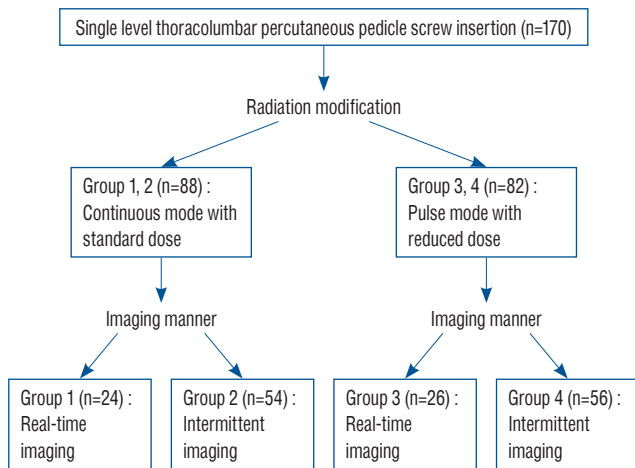 Single level thoracolumbar percutaneous pedicle screw insertion (n=170)
Radiation modification
Group 1, 2 (n=88) :
Continuous mode with
standard dose
Group 3, 4 (n=82) :
Pulse mode with
reduced dose
Imaging manner
Imaging manner
Group 1 (n=24) :
Real-time
imaging
Group 2 (n=54) :
Intermittent
imaging
Group 3 (n=26) :
Real-time
imaging
Group 4 (n=56) :
Intermittent
imaging